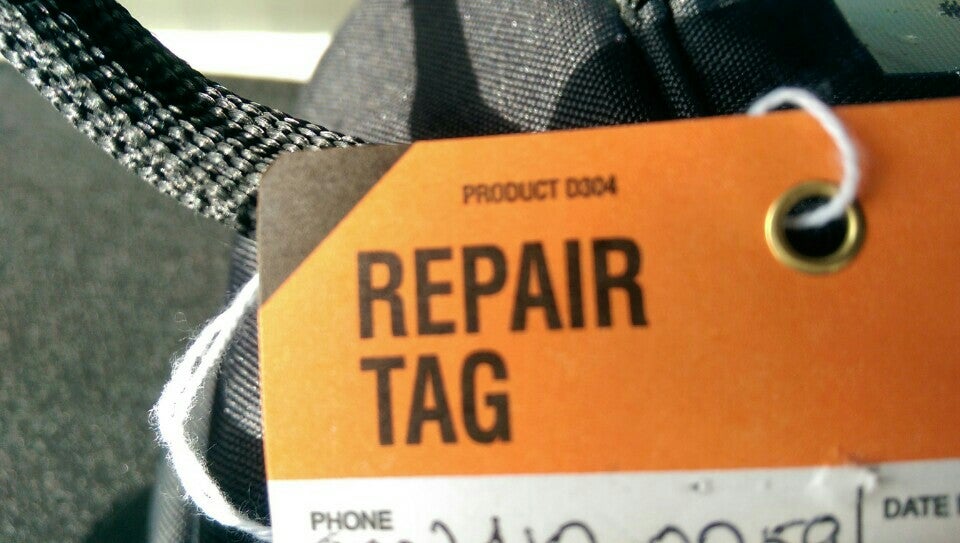 PRODUCT D304
REPAIR
TAG
PHONE
DATE